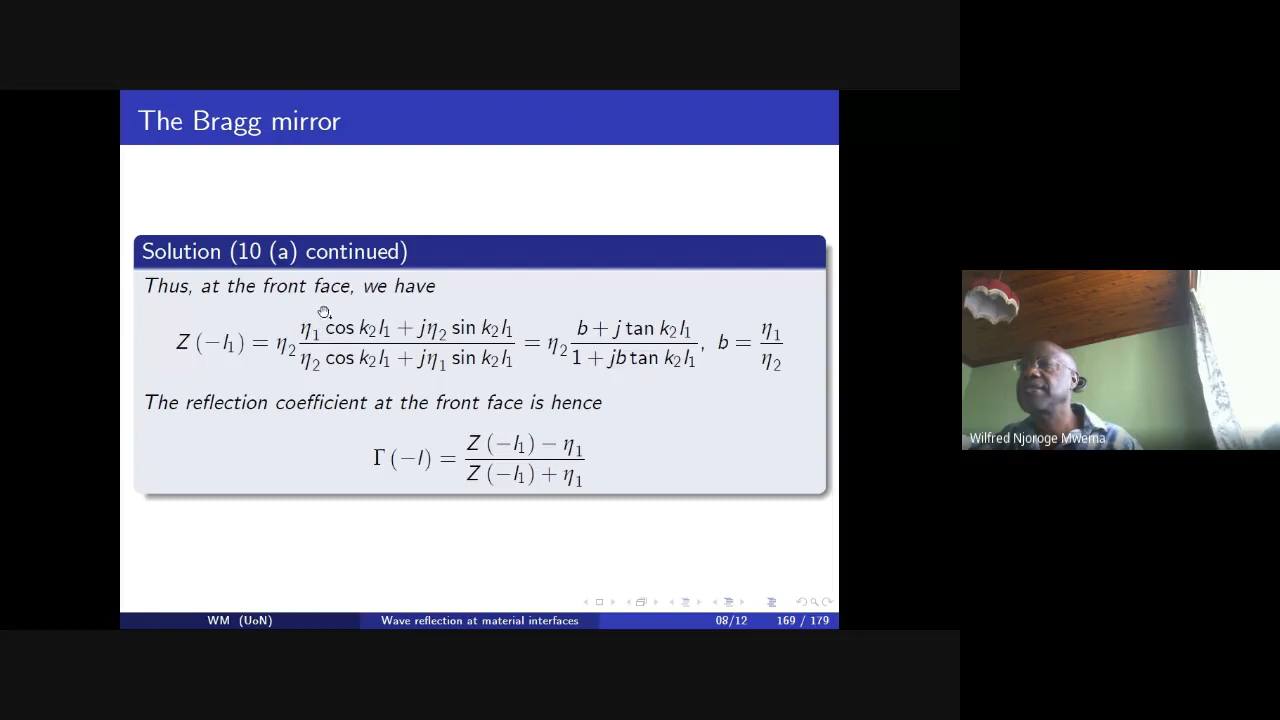 The Bragg mirror
Solution (10 (a) continued)
Thus, at the front face, we have
Z (−l₁) = η₂ (η₁ cos k₂l₁ + jη₂ sin k₂l₁)/(η₂ cos k₂l₁ + jη₁ sin k₂l₁) = η₂ (b + j tan k₂l₁)/(1 + jb tan k₂l₁), b = η₁/η₂
The reflection coefficient at the front face is hence
Γ (−l) = (Z (−l₁) − η₁)/(Z (−l₁) + η₁)
WM (UoN) Wave reflection at material interfaces 08/12 169 / 179
Wilfred Njoroge Mwema